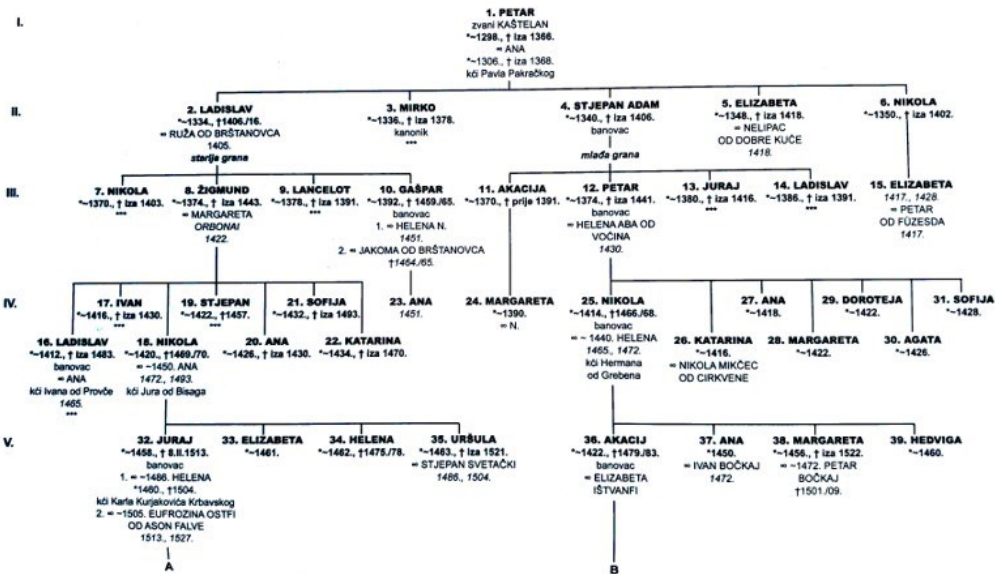 I.
1. PETAR
zvani KAŠTELAN
*~1298., † iza 1366.
∞ ANA
*~1306., † iza 1368.
kći Pavla Pakračkog
II.
2. LADISLAV
*~1334., †1406./16.
∞ RUŽA OD BRŠTANOVCA
1405.
starija grana
3. MIRKO
*~1336., † iza 1378.
kanonik
***
4. STJEPAN ADAM
*~1340., † iza 1406.
banovac
mlađa grana
5. ELIZABETA
*~1348., † iza 1418.
∞ NELIPAC
OD DOBRE KUĆE
1418.
6. NIKOLA
*~1350., † iza 1402.
III.
7. NIKOLA
*~1370., † iza 1403.
***
8. ŽIGMUND
*~1374., † iza 1443.
∞ MARGARETA
ORBONAI
1422.
9. LANCELOT
*~1378., † iza 1391.
***
10. GAŠPAR
*~1392., † 1459./65.
banovac
1. ∞ HELENA N.
1451.
2. ∞ JAKOMA OD BRŠTANOVCA
†1464./65.
11. AKACIJA
*~1370., † prije 1391.
12. PETAR
*~1374., † iza 1441.
banovac
∞ HELENA ABA OD
VOĆINA
1430.
13. JURAJ
*~1380., † iza 1416.
***
14. LADISLAV
*~1386., † iza 1391.
***
15. ELIZABETA
1417., 1428.
∞ PETAR
OD FÜZESDA
1417.
IV.
16. LADISLAV
*~1412., † iza 1483.
banovac
∞ ANA
kći Ivana od Provče
1465.
***
17. IVAN
*~1416., † iza 1430.
***
18. NIKOLA
*~1420., †1469./70.
∞ ~1450. ANA
1472., 1493.
kći Jura od Bisaga
19. STJEPAN
*~1422., †1457.
***
20. ANA
*~1426., † iza 1430.
21. SOFIJA
*~1432., † iza 1493.
22. KATARINA
*~1434., † iza 1470.
23. ANA
1451.
24. MARGARETA
*~1390.
∞ N.
25. NIKOLA
*~1414., †1466./68.
banovac
∞ ~ 1440. HELENA
1465., 1472.
kći Hermana
od Grebena
26. KATARINA
*~1416.
∞ NIKOLA MIKČEC
OD CIRKVENE
27. ANA
*~1418.
28. MARGARETA
*~1422.
29. DOROTEJA
*~1422.
30. AGATA
*~1426.
31. SOFIJA
*~1428.
V.
32. JURAJ
*~1458., † 8.II.1513.
banovac
1. ∞ ~1486. HELENA
*1460., †1504.
kći Karla Kurjakovića Krbavskog
2. ∞ ~1505. EUFROZINA OSTFI
OD ASON FALVE
1513., 1527.
A
33. ELIZABETA
*~1461.
34. HELENA
*~1462., †1475./78.
35. URŠULA
*~1463., † iza 1521.
∞ STJEPAN SVETAČKI
1486., 1504.
36. AKACIJ
*~1422., †1479./83.
banovac
∞ ELIZABETA
IŠTVANFI
B
37. ANA
*1450.
∞ IVAN BOČKAJ
1472.
38. MARGARETA
*~1456., † iza 1522.
∞ ~1472. PETAR
BOČKAJ
†1501./09.
39. HEDVIGA
*~1460.